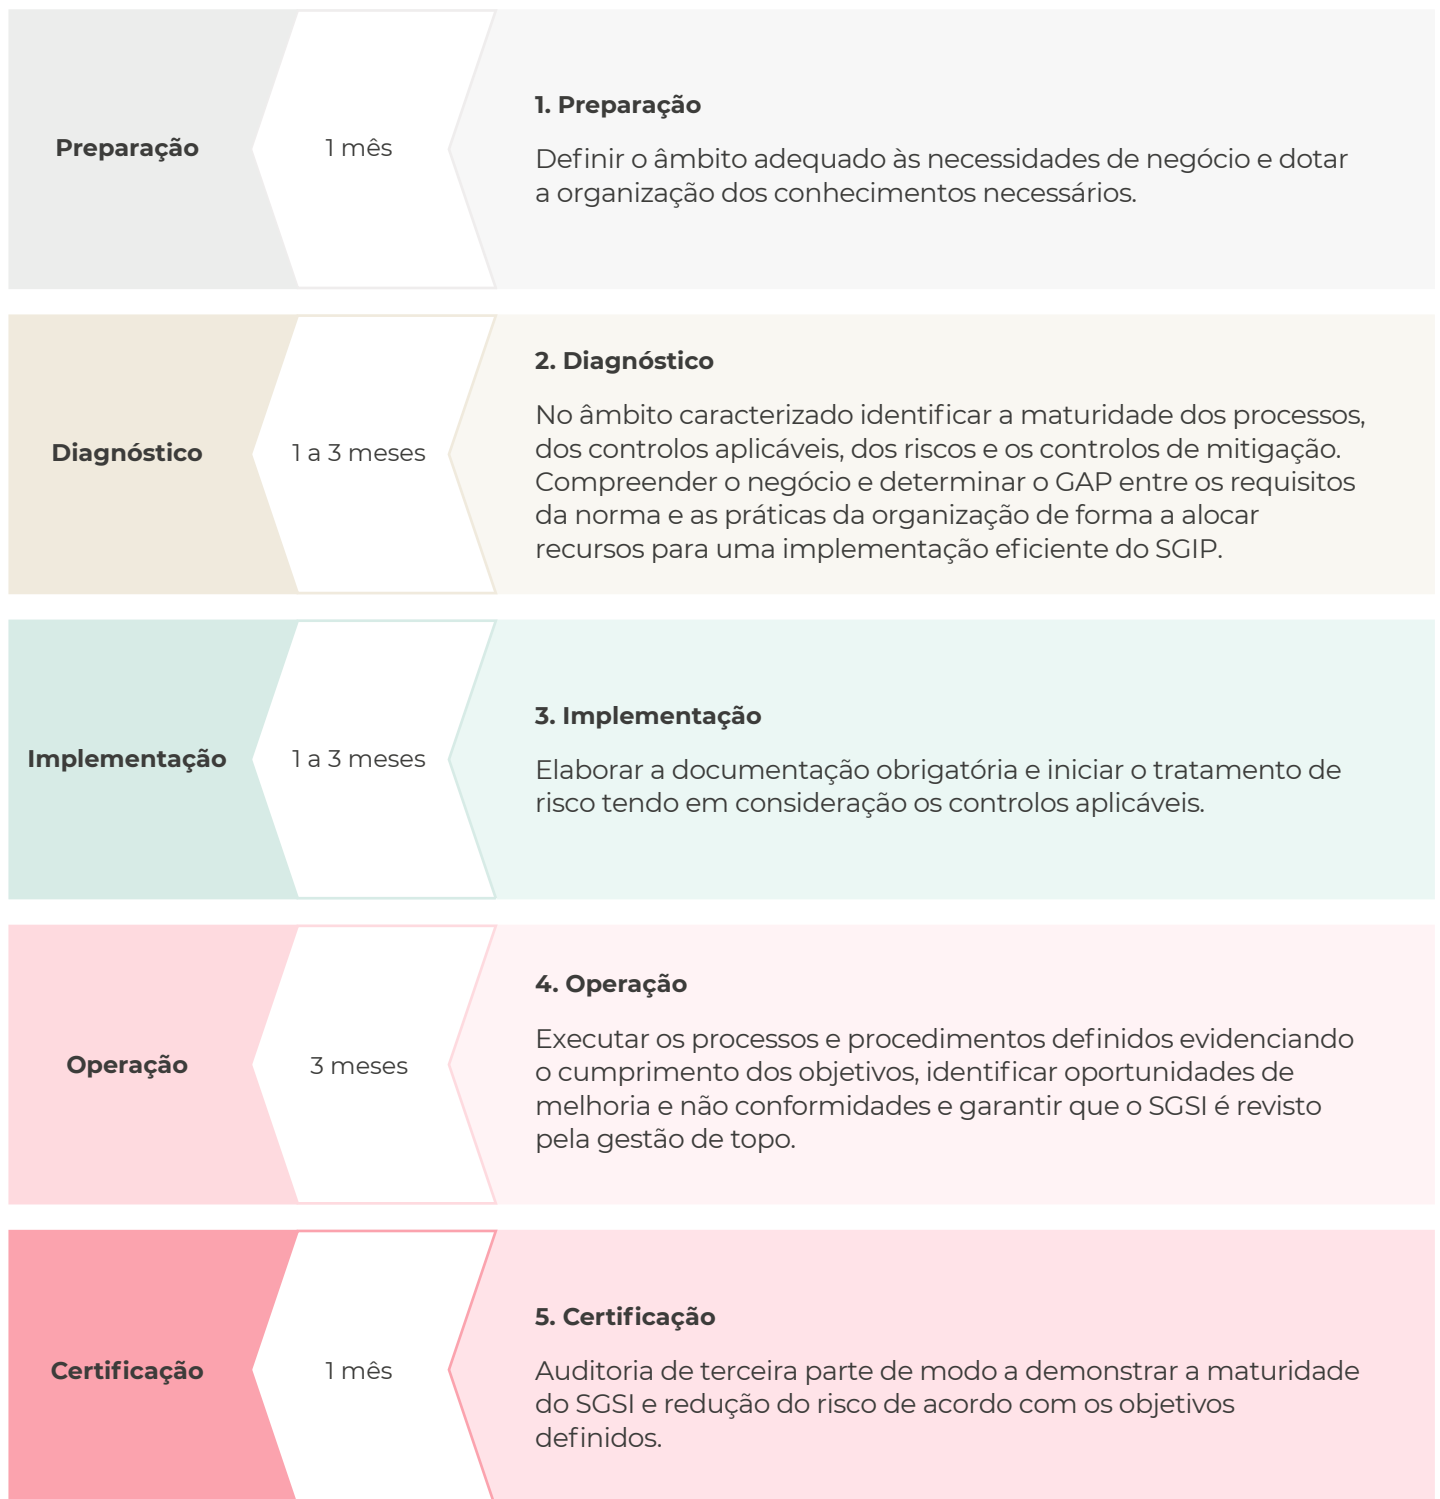 Preparação
1 mês
1. Preparação
Definir o âmbito adequado às necessidades de negócio e dotar
a organização dos conhecimentos necessários.
Diagnóstico
1 a 3 meses
2. Diagnóstico
No âmbito caracterizado identificar a maturidade dos processos,
dos controlos aplicáveis, dos riscos e os controlos de mitigação.
Compreender o negócio e determinar o GAP entre os requisitos
da norma e as práticas da organização de forma a alocar
recursos para uma implementação eficiente do SGIP.
Implementação
1 a 3 meses
3. Implementação
Elaborar a documentação obrigatória e iniciar o tratamento de
risco tendo em consideração os controlos aplicáveis.
Operação
3 meses
4. Operação
Executar os processos e procedimentos definidos evidenciando
o cumprimento dos objetivos, identificar oportunidades de
melhoria e não conformidades e garantir que o SGSI é revisto
pela gestão de topo.
Certificação
1 mês
5. Certificação
Auditoria de terceira parte de modo a demonstrar a maturidade
do SGSI e redução do risco de acordo com os objetivos
definidos.